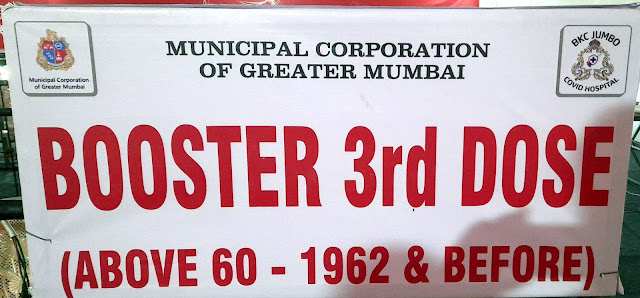 Municipal Corporation
of Greater Mumbai
MUNICIPAL CORPORATION
OF GREATER MUMBAI
BKC JUMBO
COVID HOSPITAL
BOOSTER 3rd DOSE
(ABOVE 60 - 1962 & BEFORE)